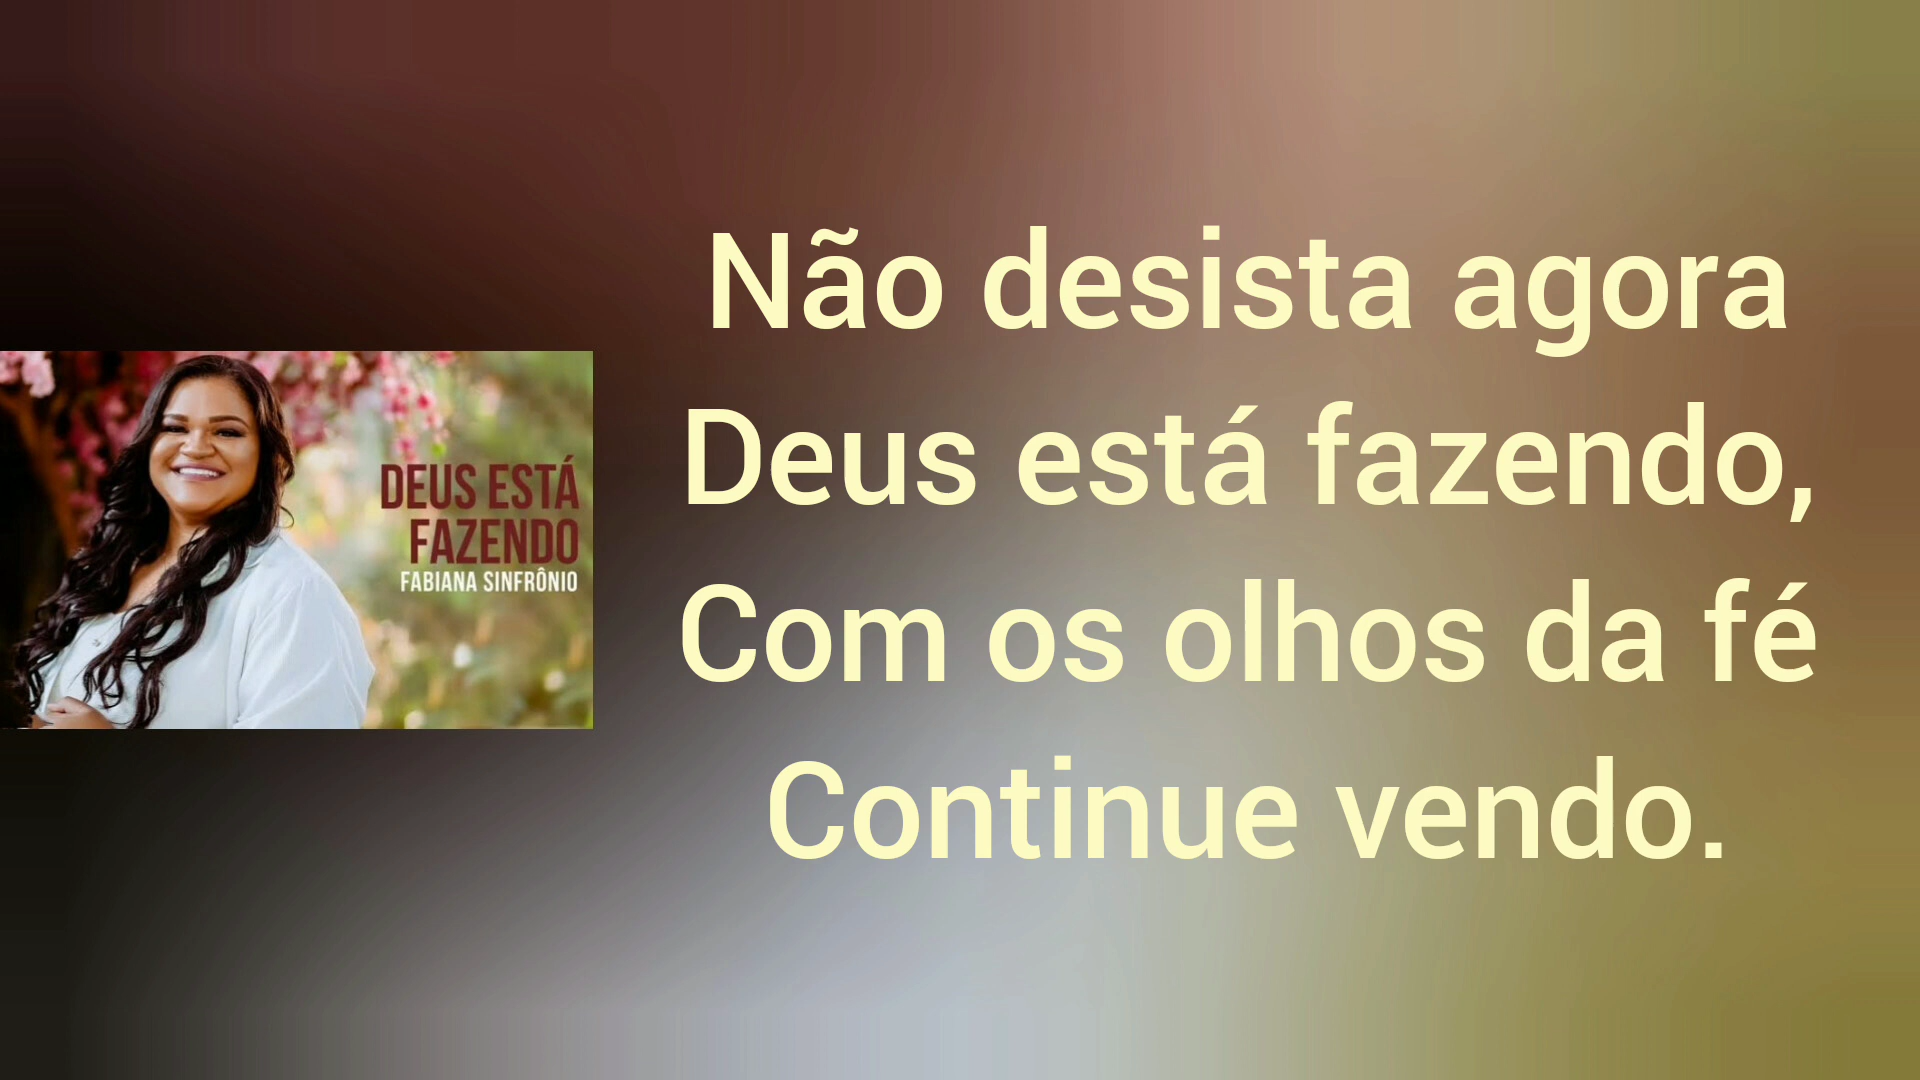 DEUS ESTÁ
FAZENDO
FABIANA SINFRÔNIO
Não desista agora
Deus está fazendo,
Com os olhos da fé
Continue vendo.